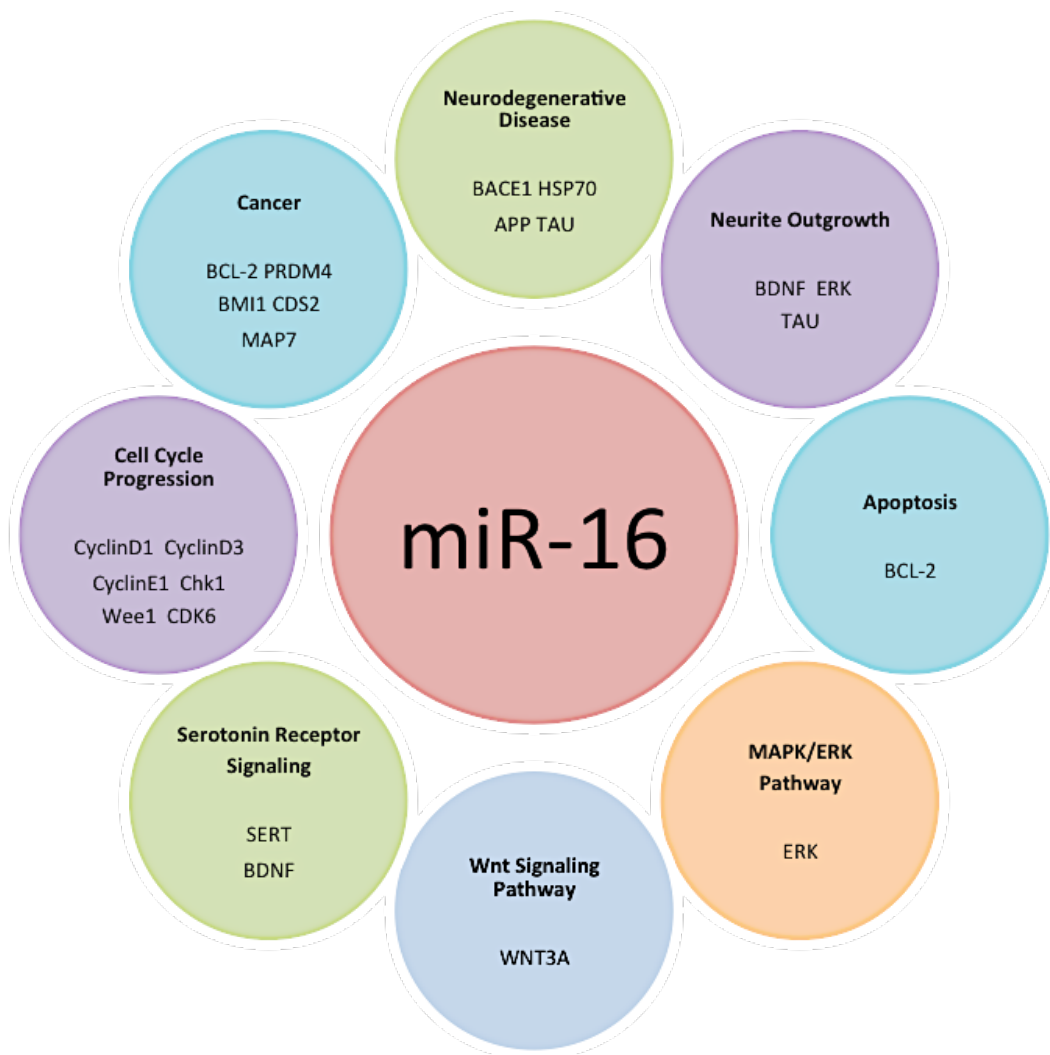 Neurodegenerative
Disease
BACE1 HSP70
APP TAU
Neurite Outgrowth
BDNF ERK
TAU
Apoptosis
BCL-2
MAPK/ERK
Pathway
ERK
Wnt Signaling
Pathway
WNT3A
Serotonin Receptor
Signaling
SERT
BDNF
Cell Cycle
Progression
CyclinD1 CyclinD3
CyclinE1 Chk1
Wee1 CDK6
Cancer
BCL-2 PRDM4
BMI1 CDS2
MAP7
miR-16